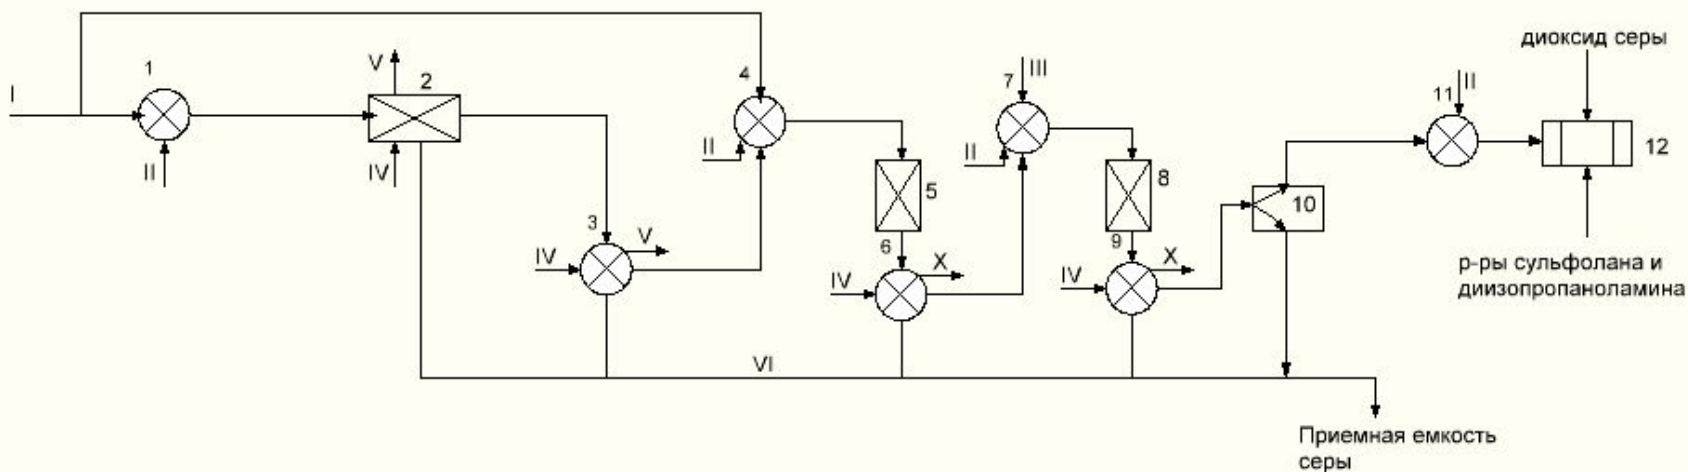 диоксид серы
1
V
2
4
7
III
11
II
I
II
IV
II
II
5
8
10
12
3
V
6
X
9
X
IV
IV
IV
р-ры сульфолана и
диизопропаноламина
VI
Приемная емкость
серы